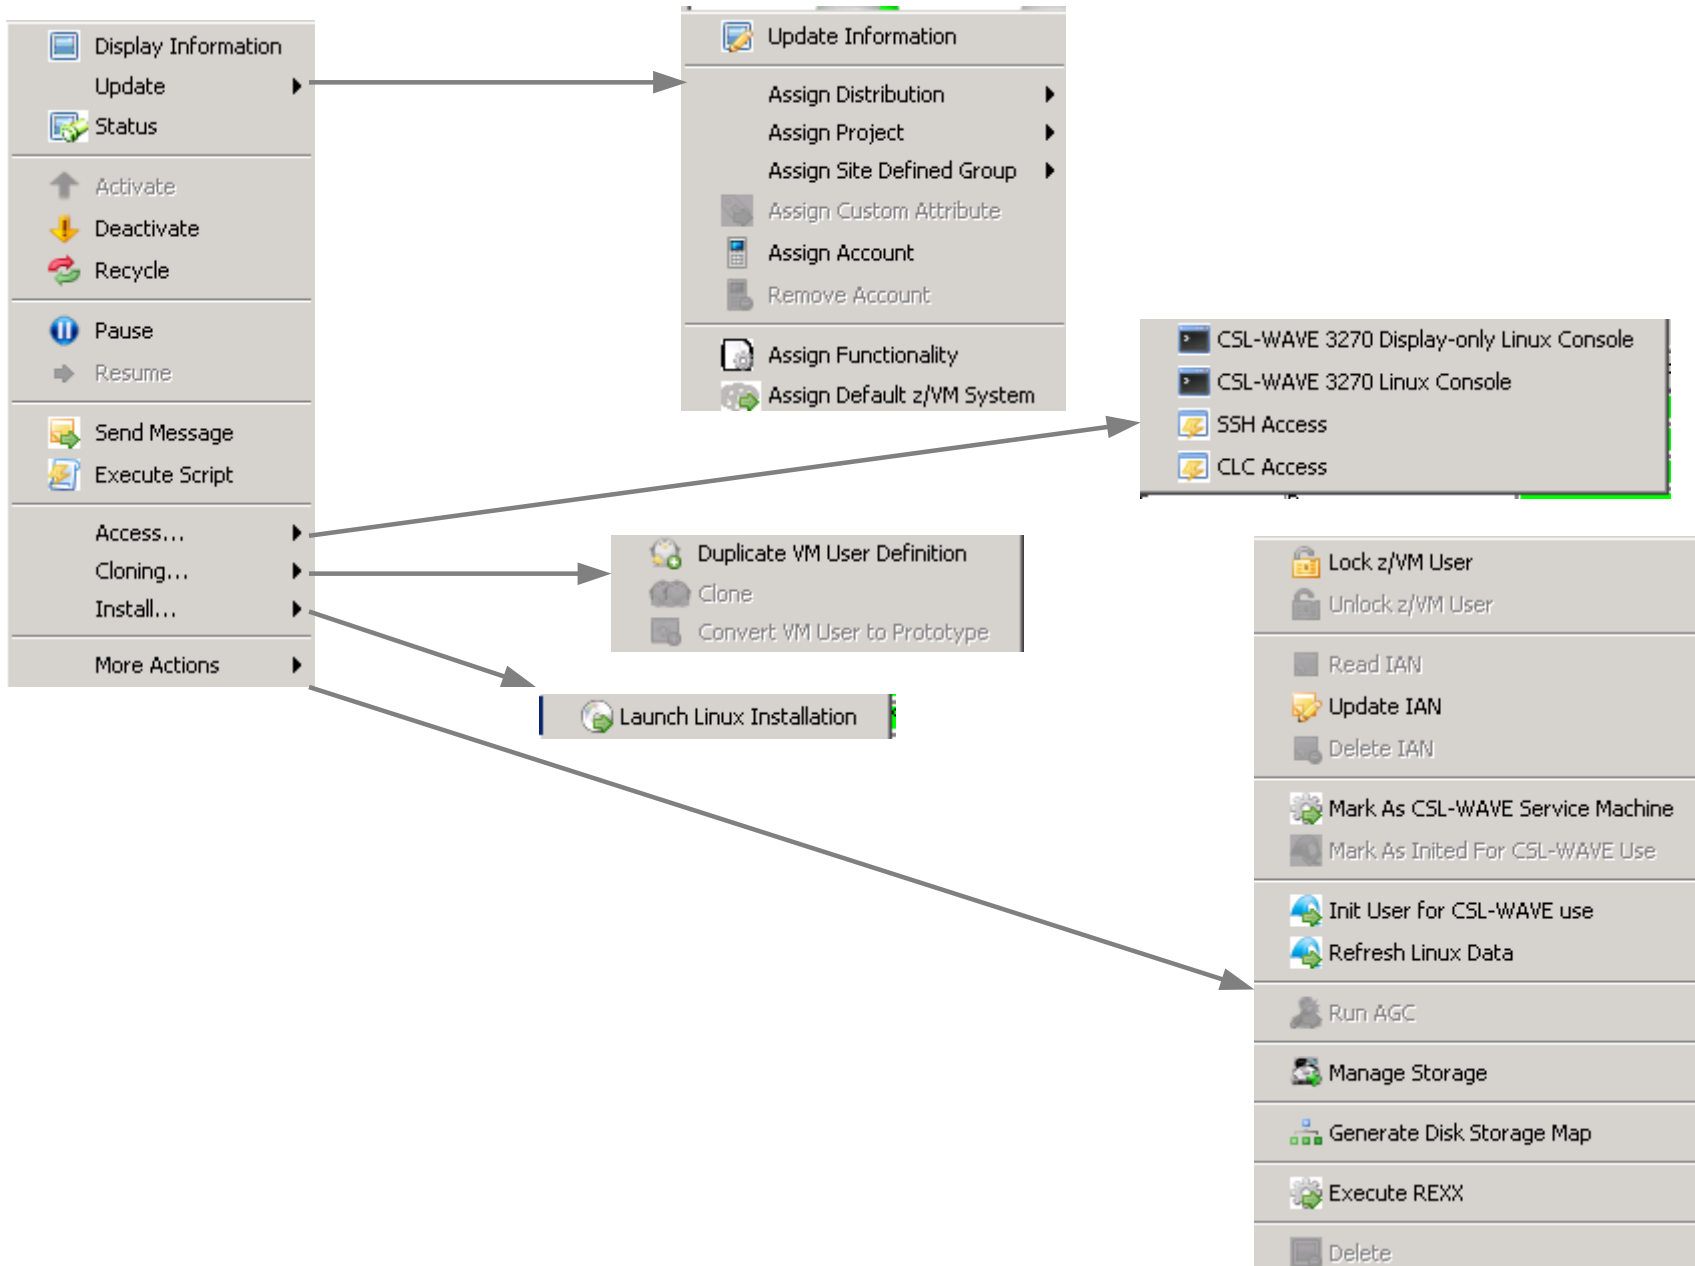 Display Information
Update
Status
Activate
Deactivate
Recycle
Pause
Resume
Send Message
Execute Script
Access...
Cloning...
Install...
More Actions
Update Information
Assign Distribution
Assign Project
Assign Site Defined Group
Assign Custom Attribute
Assign Account
Remove Account
Assign Functionality
Assign Default z/VM System
CSL-WAVE 3270 Display-only Linux Console
CSL-WAVE 3270 Linux Console
SSH Access
CLC Access
Duplicate VM User Definition
Clone
Convert VM User to Prototype
Launch Linux Installation
Lock z/VM User
Unlock z/VM User
Read IAN
Update IAN
Delete IAN
Mark As CSL-WAVE Service Machine
Mark As Inited For CSL-WAVE Use
Init User for CSL-WAVE use
Refresh Linux Data
Run AGC
Manage Storage
Generate Disk Storage Map
Execute REXX
Delete